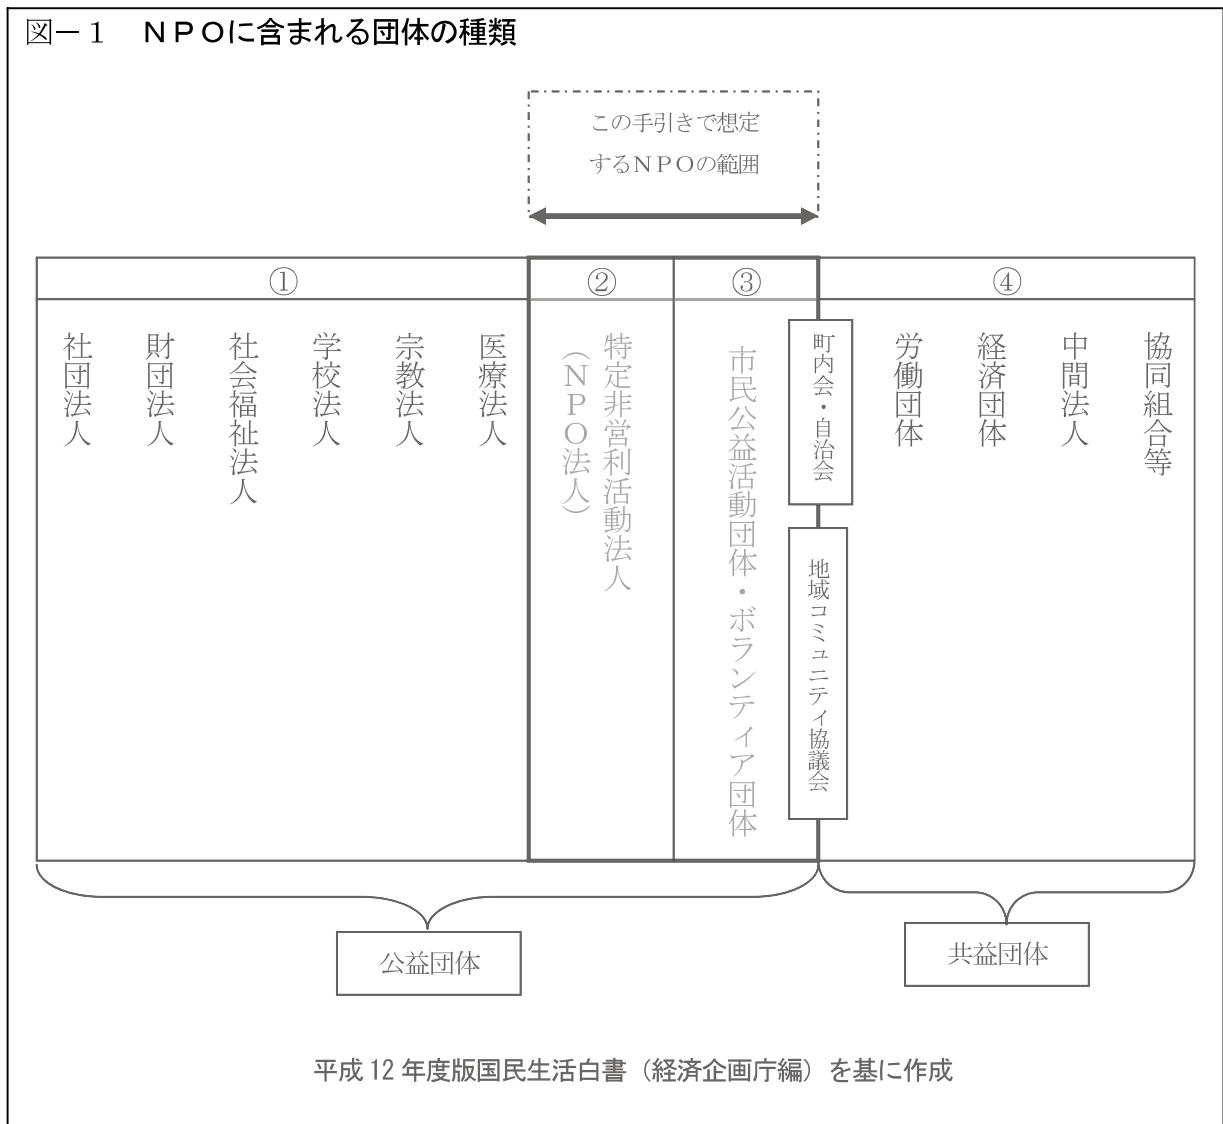 図－１　ＮＰＯに含まれる団体の種類
この手引きで想定
するＮＰＯの範囲
①
②
③
④
社団法人
財団法人
社会福祉法人
学校法人
宗教法人
医療法人
特定非営利活動法人
（ＮＰＯ法人）
市民公益活動団体・ボランティア団体
町内会・自治会
地域コミュニティ協議会
労働団体
経済団体
中間法人
協同組合等
公益団体
共益団体
平成 12 年度版国民生活白書（経済企画庁編）を基に作成